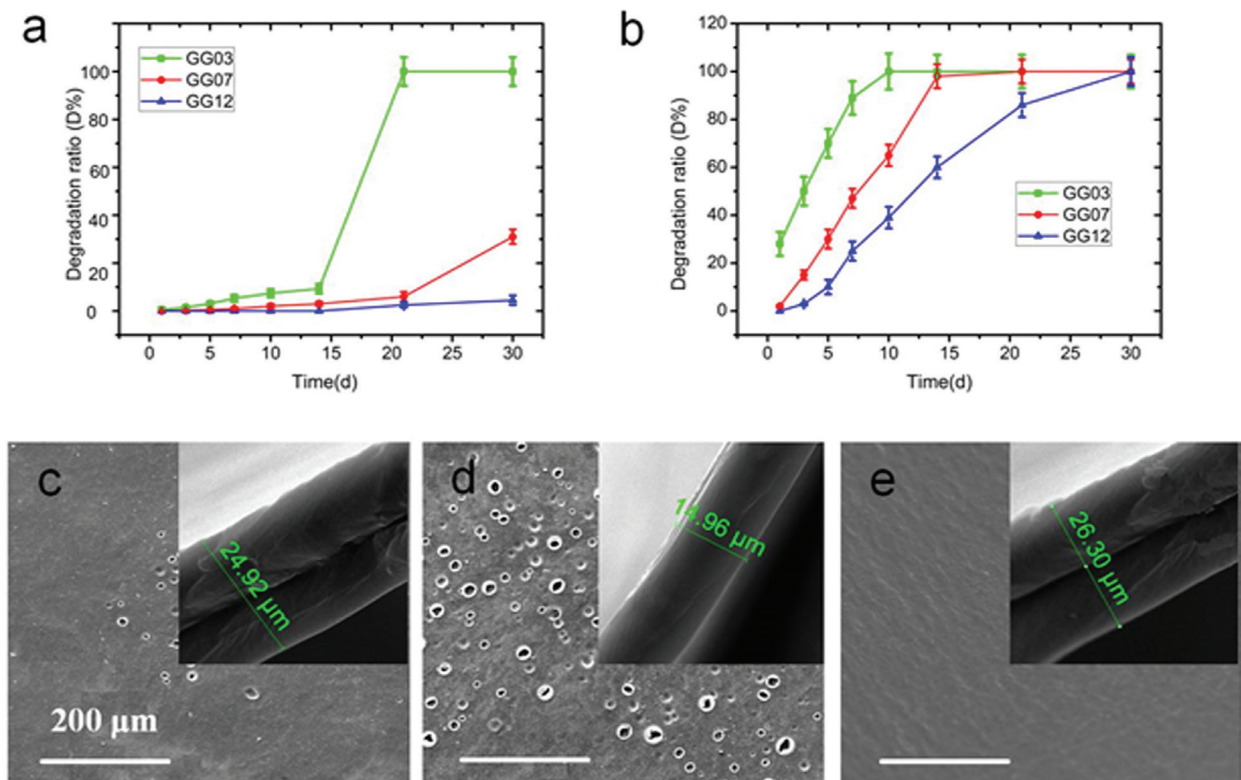 a
GG03
GG07
GG12
100
80
60
40
20
0
Degradation ratio (D%)
0
5
10
15
20
25
30
Time(d)
b
120
100
80
60
40
20
0
Degradation ratio (D%)
GG03
GG07
GG12
0
5
10
15
20
25
30
Time(d)
c
24.92 µm
200 µm
d
14.96 µm
e
26.30 µm